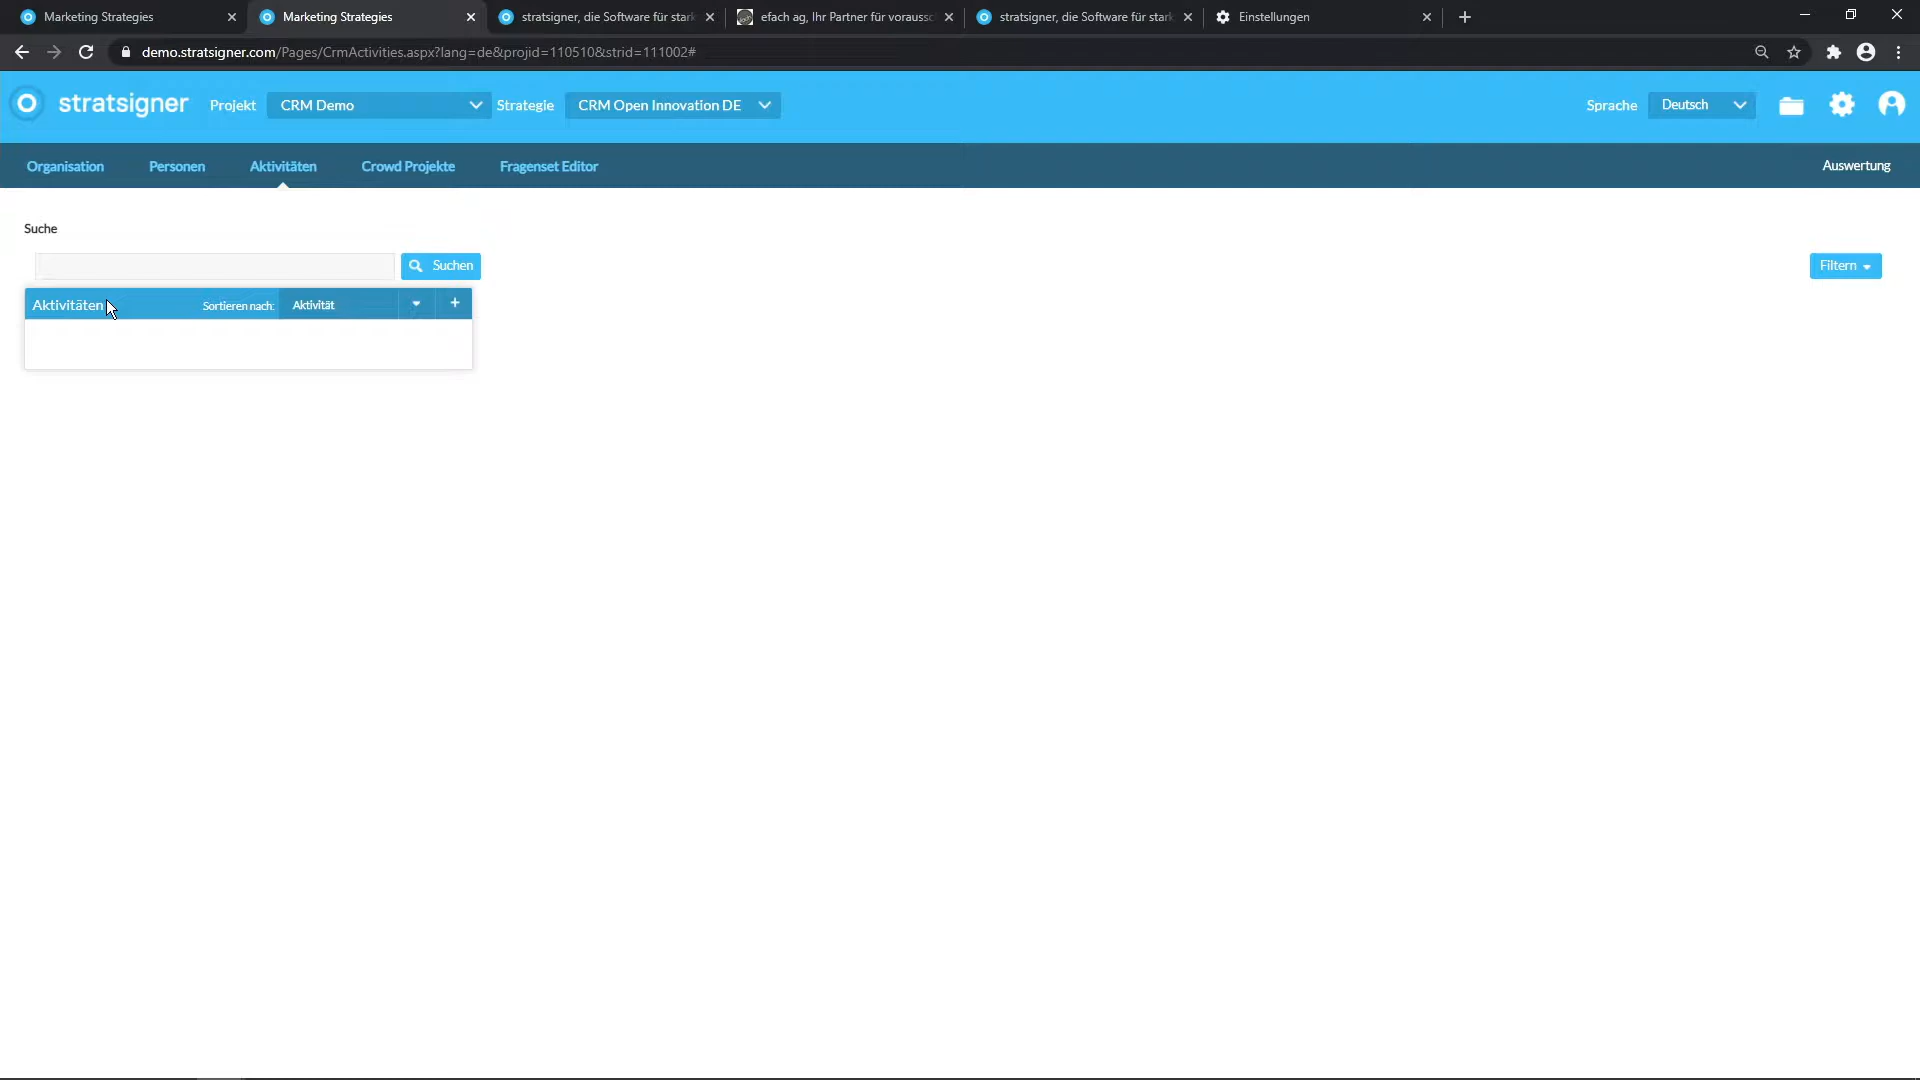 Marketing Strategies
Marketing Strategies
stratsigner, die Software für stark
efach ag, Ihr Partner für voraussc
stratsigner, die Software für stark
Einstellungen
demo.stratsigner.com/Pages/CrmActivities.aspx?lang=de&projid=110510&strid=111002#
stratsigner
Projekt
CRM Demo
Strategie
CRM Open Innovation DE
Sprache
Deutsch
Organisation
Personen
Aktivitäten
Crowd Projekte
Fragenset Editor
Auswertung
Suche
Suchen
Filtern
Aktivitäten
Sortieren nach:
Aktivität
+